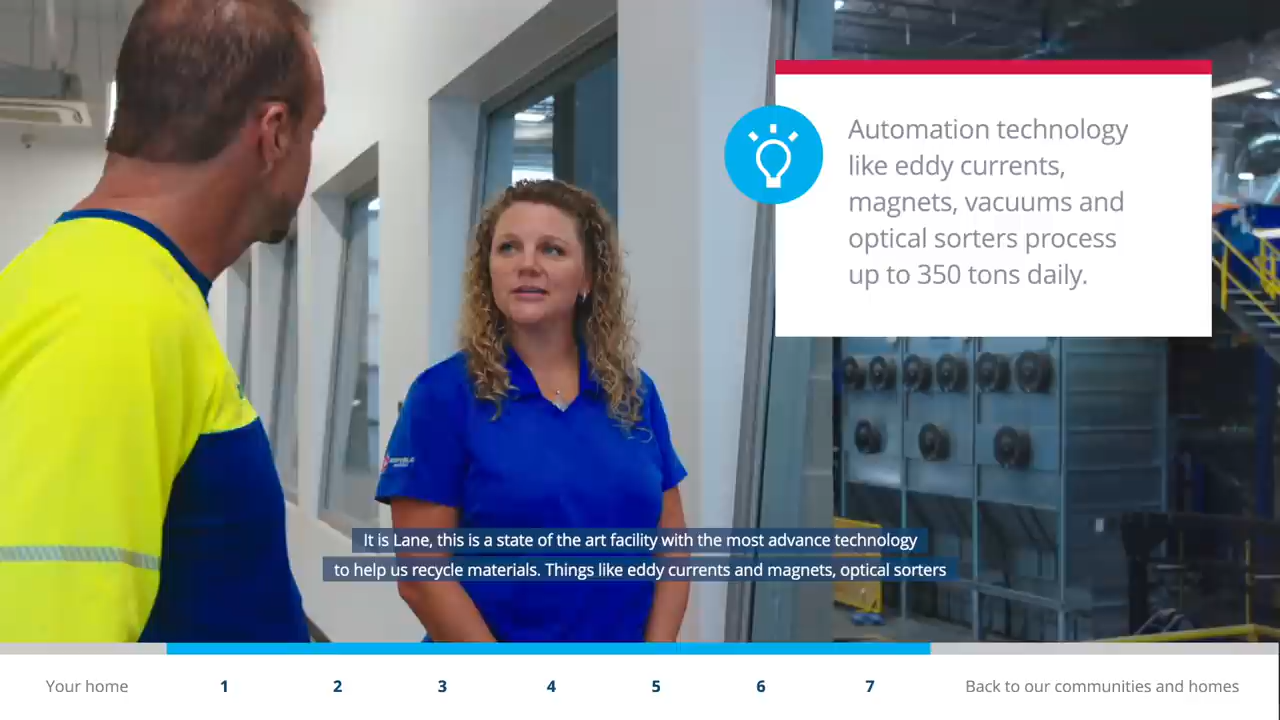 Automation technology
like eddy currents,
magnets, vacuums and
optical sorters process
up to 350 tons daily.
It is Lane, this is a state of the art facility with the most advance technology
to help us recycle materials. Things like eddy currents and magnets, optical sorters
Your home 1 2 3 4 5 6 7 Back to our communities and homes